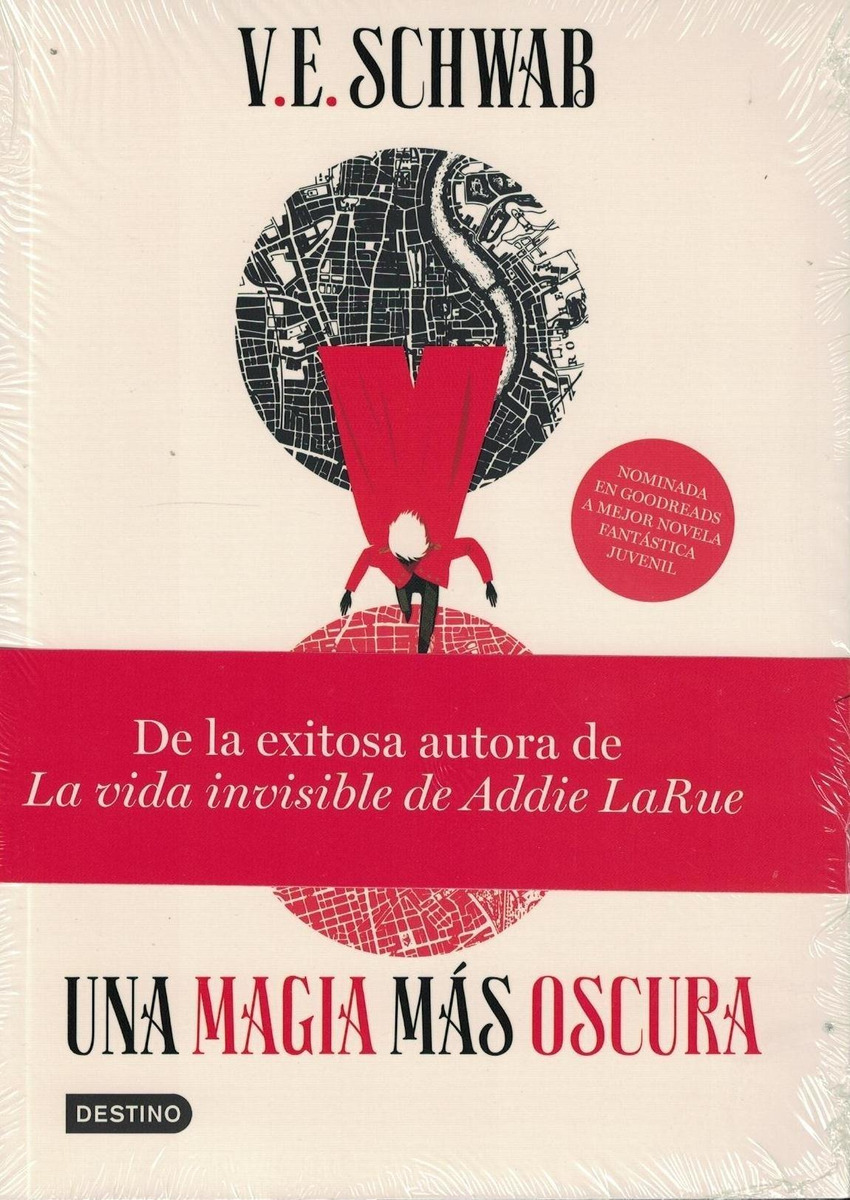 V.E. SCHWAB
NOMINADA
EN GOODREADS
A MEJOR NOVELA
FANTÁSTICA
JUVENIL
De la exitosa autora de
La vida invisible de Addie LaRue
UNA MAGIA MÁS OSCURA
DESTINO